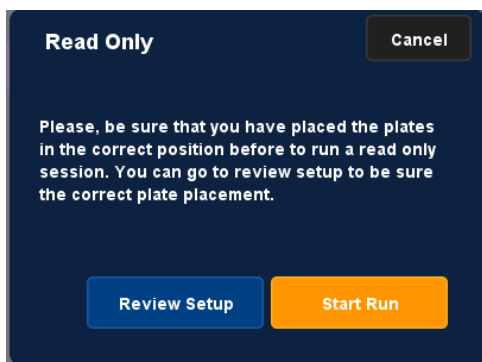 Read Only
Cancel
Please, be sure that you have placed the plates
in the correct position before to run a read only
session. You can go to review setup to be sure
the correct plate placement.
Review Setup
Start Run